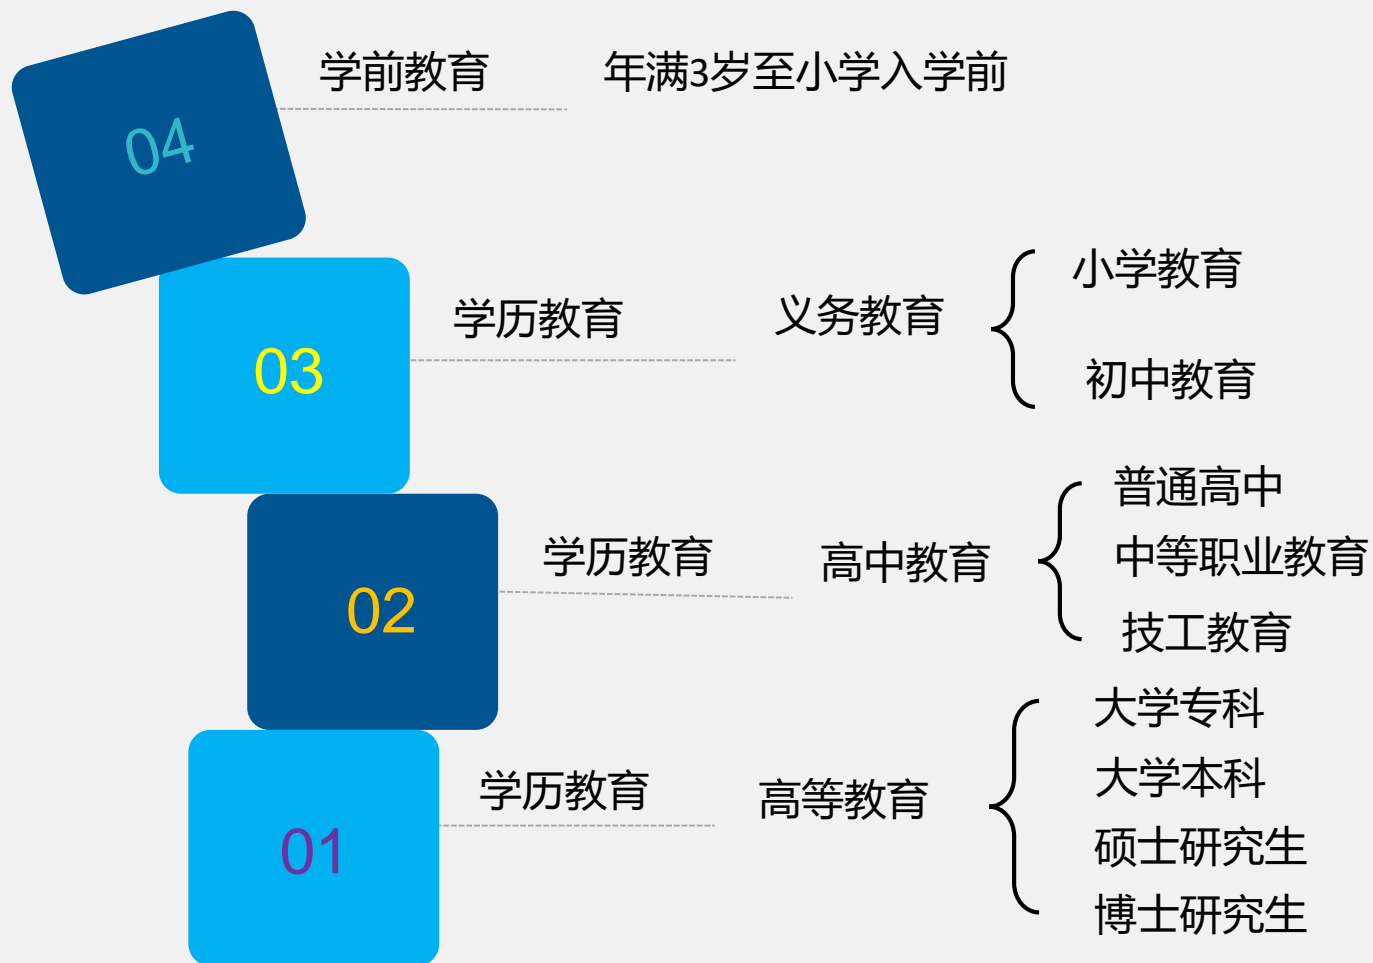 学前教育
年满3岁至小学入学前
04
学历教育
义务教育
小学教育
初中教育
03
学历教育
高中教育
普通高中
中等职业教育
技工教育
02
学历教育
高等教育
大学专科
大学本科
硕士研究生
博士研究生
01